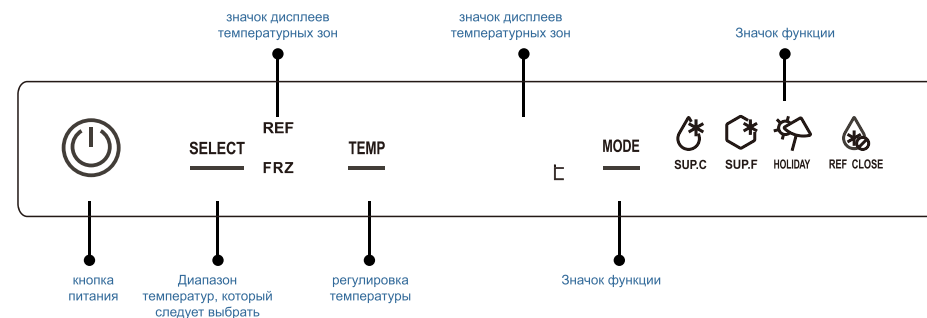 значок дисплеев
температурных зон
значок дисплеев
температурных зон
Значок функции
SELECT
REF
FRZ
TEMP
MODE
SUP.C
SUP.F
HOLIDAY
REF CLOSE
кнопка
питания
Диапазон
температур, который
следует выбрать
регулировка
температуры
Значок функции